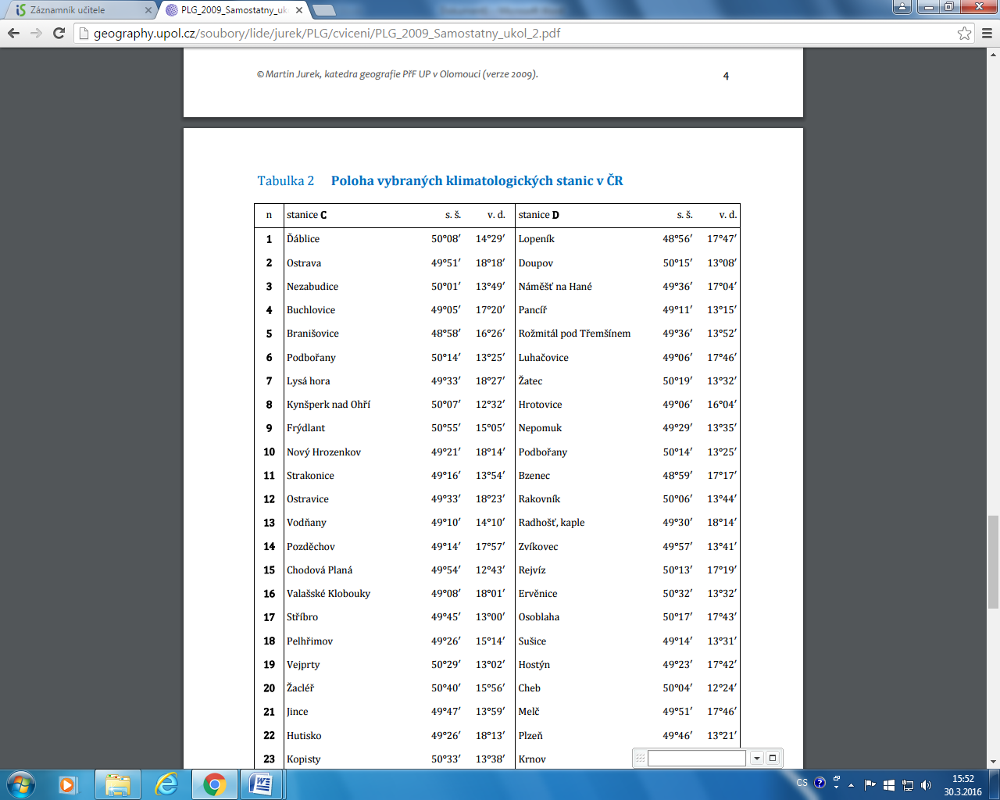 Záznamník učitele
PLG_2009_Samostatny_uk
geography.upol.cz/soubory/lide/jurek/PLG/cviceni/PLG_2009_Samostatny_ukol_2.pdf
© Martin Jurek, katedra geografie PřF UP v Olomouci (verze 2009).
4
Tabulka 2 Poloha vybraných klimatologických stanic v ČR
n stanice C s. š. v. d. stanice D s. š. v. d.
1 Ďáblice 50°08′ 14°29′ Lopeník 48°56′ 17°47′
2 Ostrava 49°51′ 18°18′ Doupov 50°15′ 13°08′
3 Nezabudice 50°01′ 13°49′ Náměšť na Hané 49°36′ 17°04′
4 Buchlovice 49°05′ 17°20′ Pancíř 49°11′ 13°15′
5 Branišovice 48°58′ 16°26′ Rožmitál pod Třemšínem 49°36′ 13°52′
6 Podbořany 50°14′ 13°25′ Luhačovice 49°06′ 17°46′
7 Lysá hora 49°33′ 18°27′ Žatec 50°19′ 13°32′
8 Kynšperk nad Ohří 50°07′ 12°32′ Hrotovice 49°06′ 16°04′
9 Frýdlant 50°55′ 15°05′ Nepomuk 49°29′ 13°35′
10 Nový Hrozenkov 49°21′ 18°14′ Podbořany 50°14′ 13°25′
11 Strakonice 49°16′ 13°54′ Bzenec 48°59′ 17°17′
12 Ostravice 49°33′ 18°23′ Rakovník 50°06′ 13°44′
13 Vodňany 49°10′ 14°10′ Radhošť, kaple 49°30′ 18°14′
14 Pozděchov 49°14′ 17°57′ Zvíkovec 49°57′ 13°41′
15 Chodová Planá 49°54′ 12°43′ Rejvíz 50°13′ 17°19′
16 Valašské Klobouky 49°08′ 18°01′ Ervěnice 50°32′ 13°32′
17 Stříbro 49°45′ 13°00′ Osoblaha 50°17′ 17°43′
18 Pelhřimov 49°26′ 15°14′ Sušice 49°14′ 13°31′
19 Vejprty 50°29′ 13°02′ Hostýn 49°23′ 17°42′
20 Žacléř 50°40′ 15°56′ Cheb 50°04′ 12°24′
21 Jince 49°47′ 13°59′ Melč 49°51′ 17°46′
22 Hutisko 49°26′ 18°13′ Plzeň 49°46′ 13°21′
23 Kopisty 50°33′ 13°38′ Krnov
CS
15:52
30.3.2016